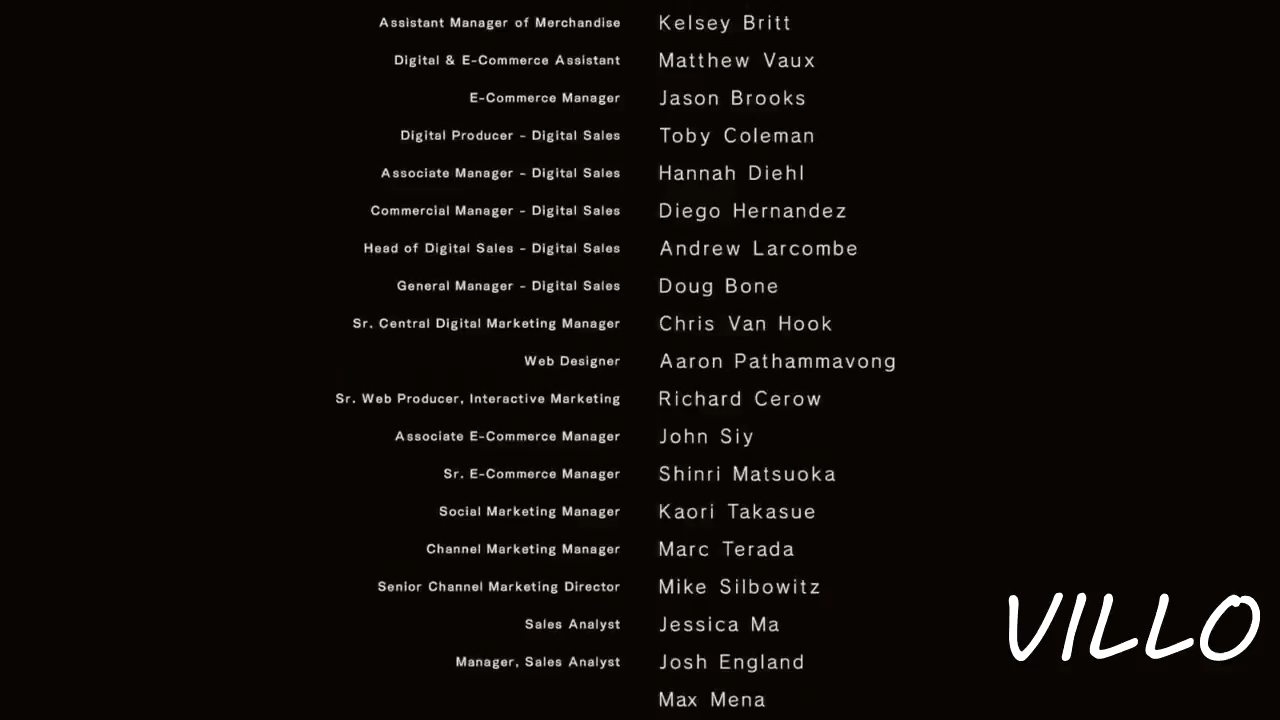 Assistant Manager of Merchandise Kelsey Britt
Digital & E-Commerce Assistant Matthew Vaux
E-Commerce Manager Jason Brooks
Digital Producer - Digital Sales Toby Coleman
Associate Manager - Digital Sales Hannah Diehl
Commercial Manager - Digital Sales Diego Hernandez
Head of Digital Sales - Digital Sales Andrew Larcombe
General Manager - Digital Sales Doug Bone
Sr. Central Digital Marketing Manager Chris Van Hook
Web Designer Aaron Pathammavong
Sr. Web Producer, Interactive Marketing Richard Cerow
Associate E-Commerce Manager John Siy
Sr. E-Commerce Manager Shinri Matsuoka
Social Marketing Manager Kaori Takasue
Channel Marketing Manager Marc Terada
Senior Channel Marketing Director Mike Silbowitz
Sales Analyst Jessica Ma
Manager, Sales Analyst Josh England
Max Mena
VILLO